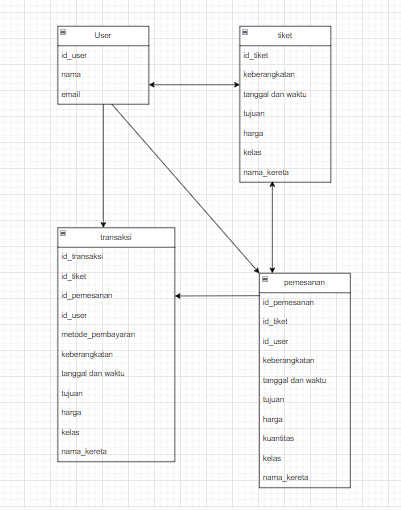 User
id_user
nama
email
tiket
id_tiket
keberangkatan
tanggal dan waktu
tujuan
harga
kelas
nama_kereta
transaksi
id_transaksi
id_tiket
id_pemesanan
id_user
metode_pembayaran
keberangkatan
tanggal dan waktu
tujuan
harga
kelas
nama_kereta
pemesanan
id_pemesanan
id_tiket
id_user
keberangkatan
tanggal dan waktu
tujuan
harga
kuantitas
kelas
nama_kereta